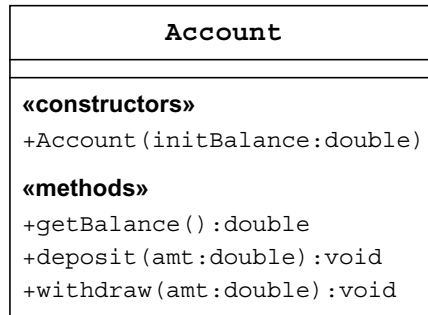 Account
«constructors»
+Account(initBalance:double)
«methods»
+getBalance():double
+deposit(amt:double):void
+withdraw(amt:double):void